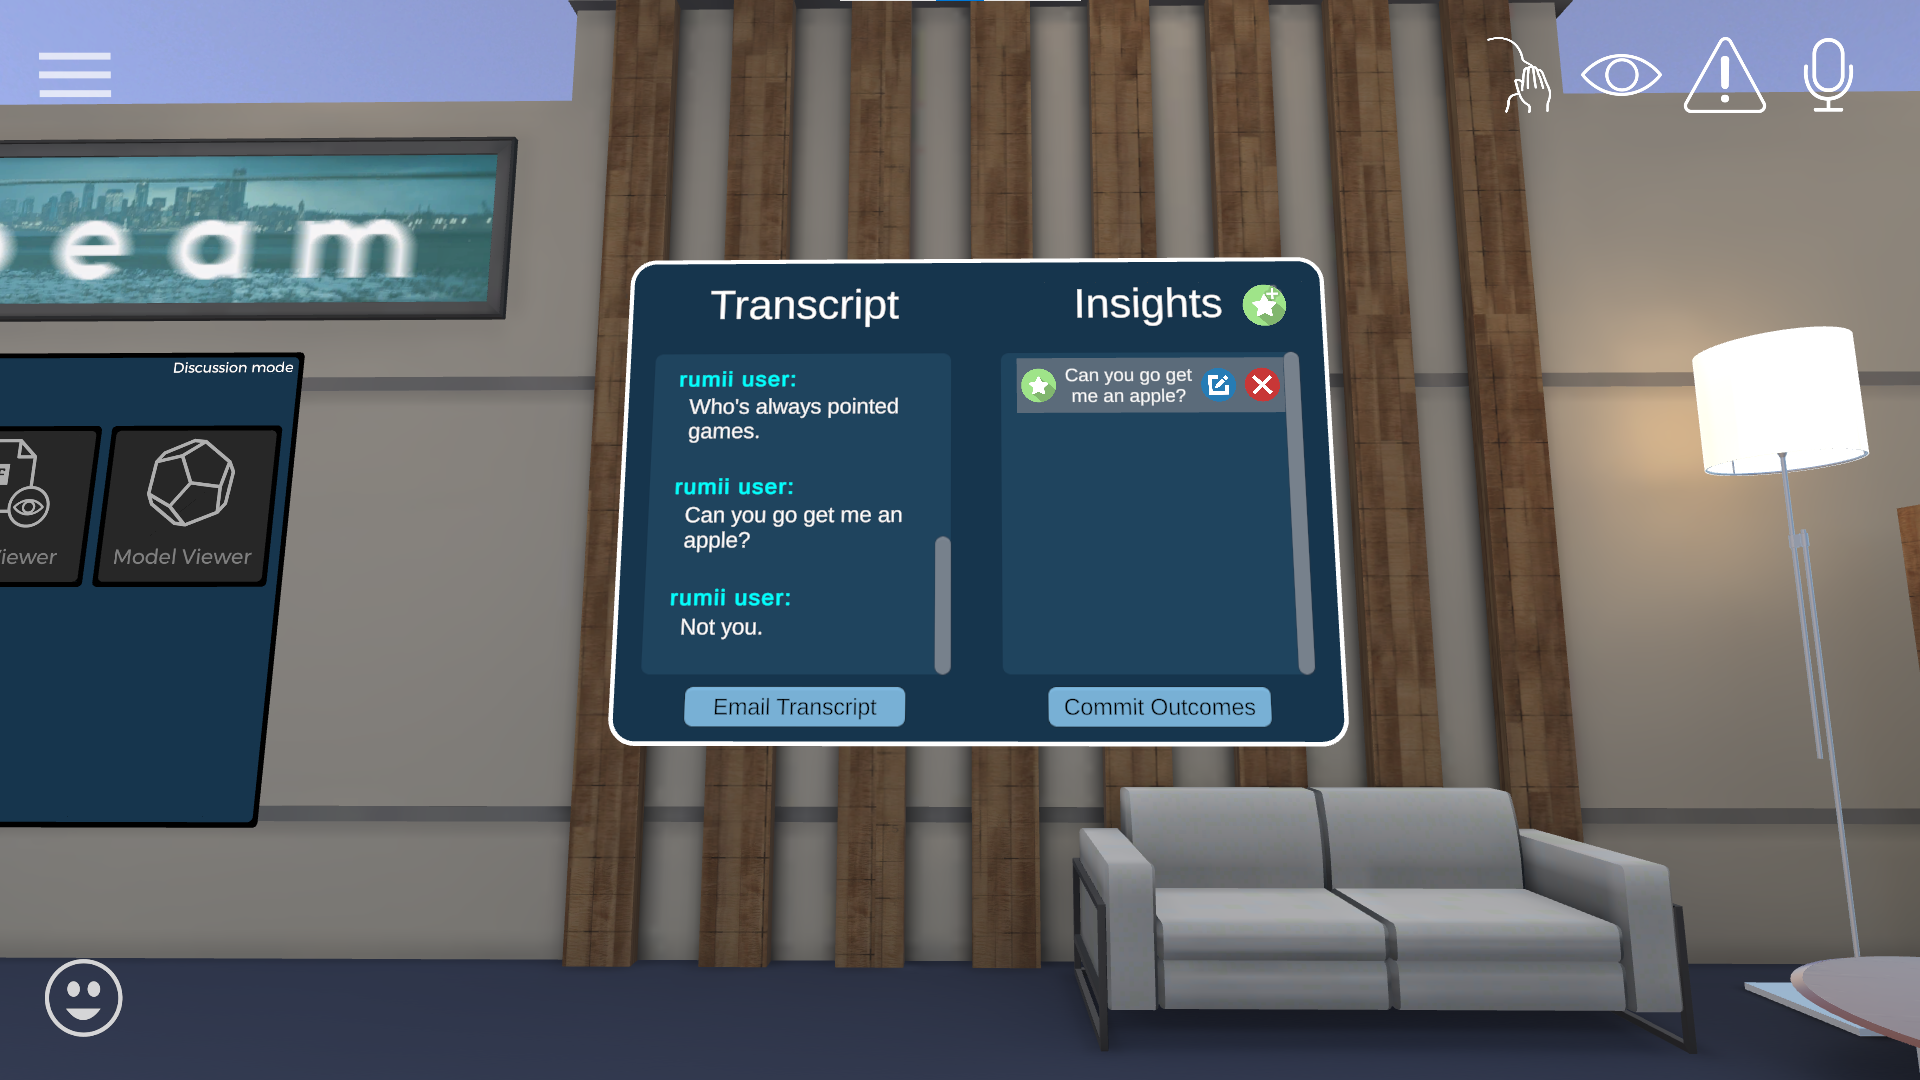 eam
Discussion mode
iewer
Model Viewer
Transcript
rumii user:
Who's always pointed
games.
rumii user:
Can you go get me an
apple?
rumii user:
Not you.
Email Transcript
Insights
Can you go get
me an apple?
Commit Outcomes